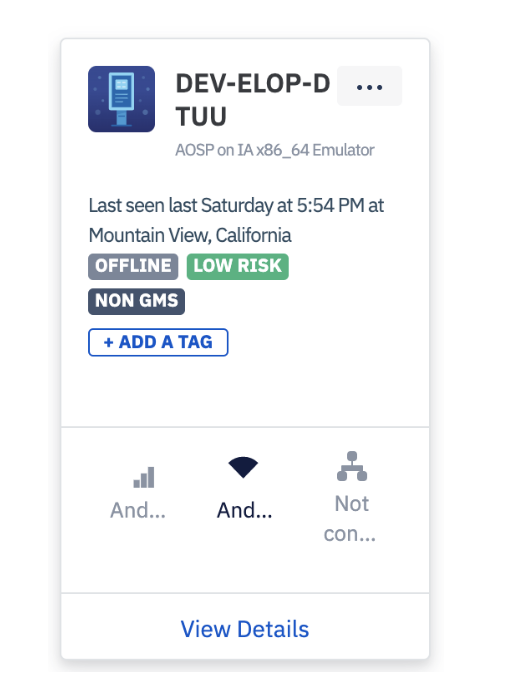 DEV-ELOP-D
TUU
...
AOSP on IA x86_64 Emulator
Last seen last Saturday at 5:54 PM at
Mountain View, California
OFFLINE LOW RISK
NON GMS
+ ADD A TAG
And... And... Not
con...
View Details